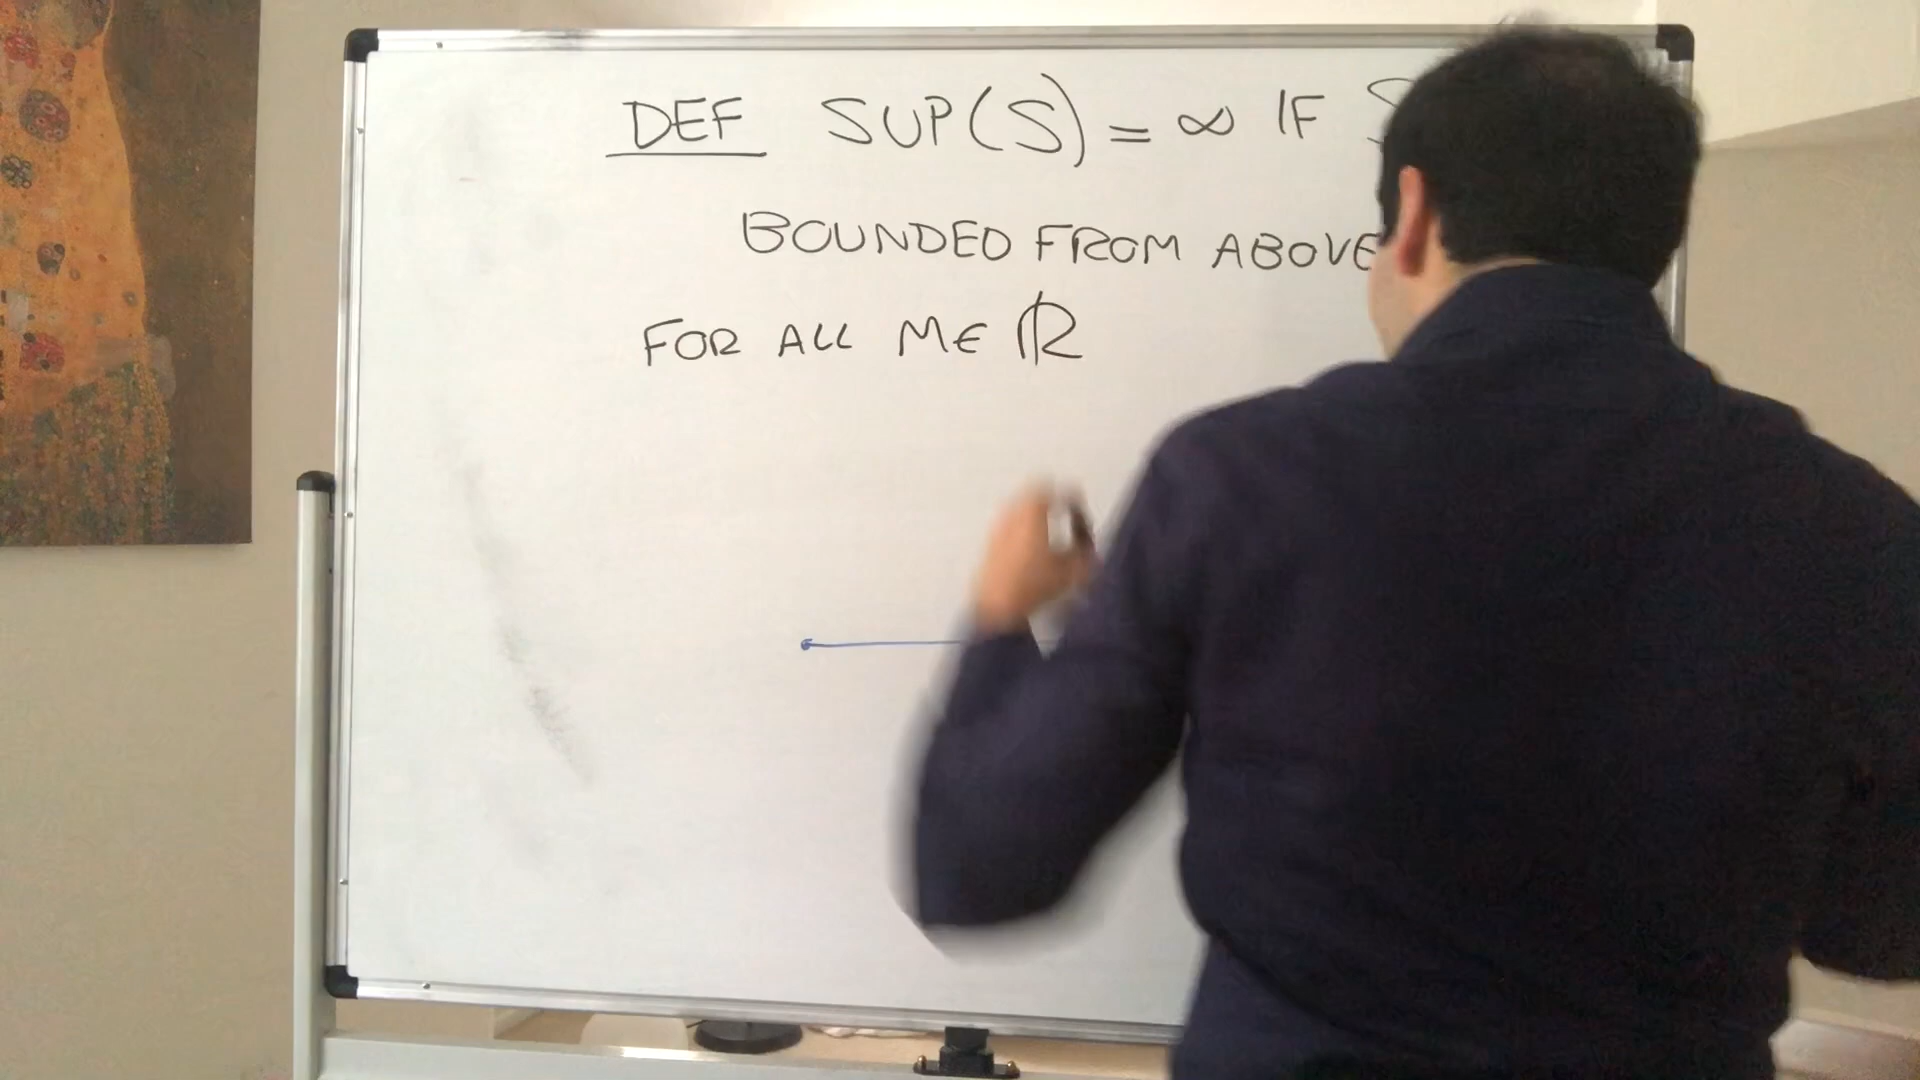 DEF SUP(S) = ∞ IF
BOUNDED FROM ABOVE
FOR ALL M ∈ ℝ